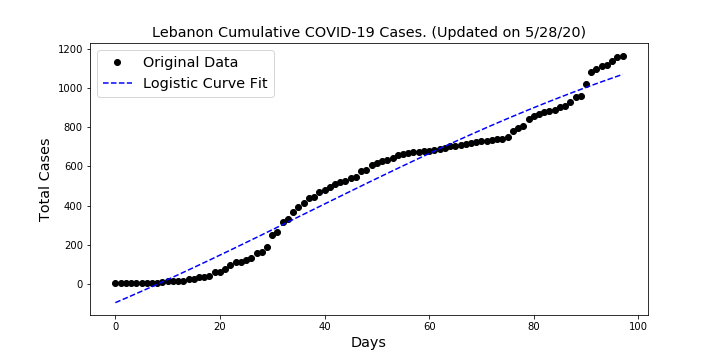 Lebanon Cumulative COVID-19 Cases. (Updated on 5/28/20)
Original Data
Logistic Curve Fit
Total Cases
1200
1000
800
600
400
200
0
0 20 40 60 80 100
Days